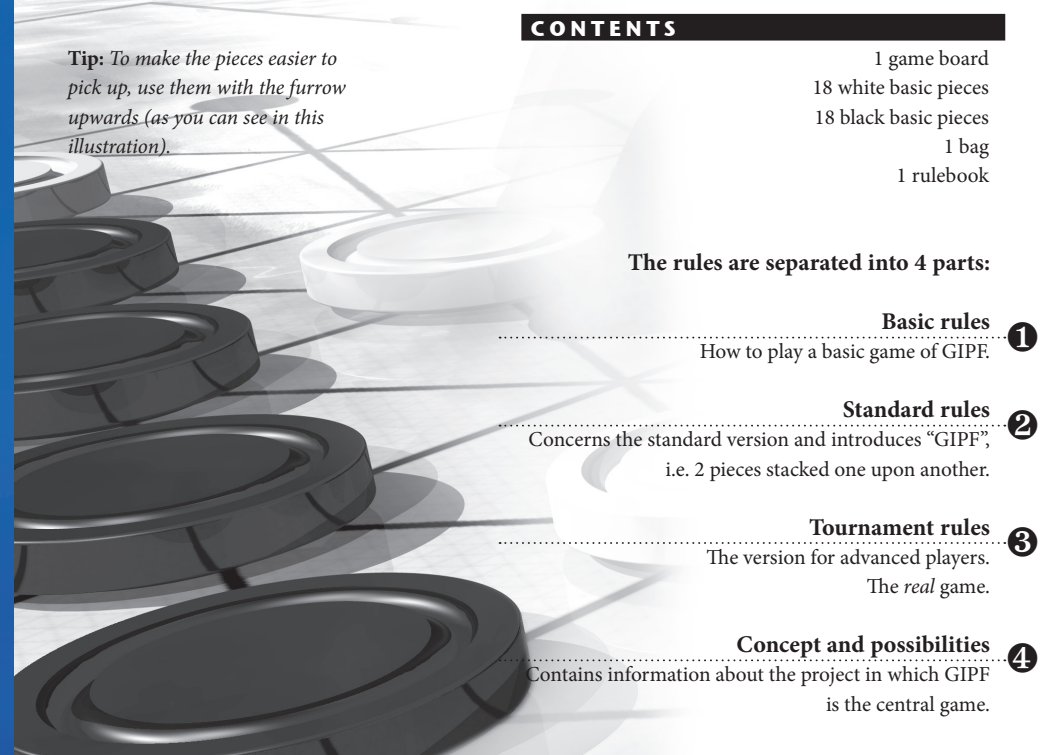 Tip: To make the pieces easier to
pick up, use them with the furrow
upwards (as you can see in this
illustration).
CONTENTS
1 game board
18 white basic pieces
18 black basic pieces
1 bag
1 rulebook
The rules are separated into 4 parts:
Basic rules
1
How to play a basic game of GIPF.
Standard rules
2
Concerns the standard version and introduces “GIPF”,
i.e. 2 pieces stacked one upon another.
Tournament rules
3
The version for advanced players.
The real game.
Concept and possibilities
4
Contains information about the project in which GIPF
is the central game.